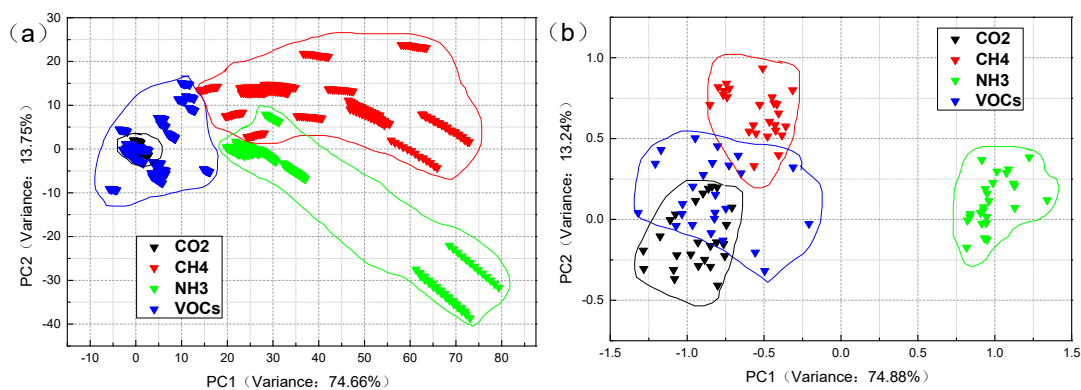 (a)
30
20
10
0
-10
-20
-30
-40
PC2（Variance：13.75%）
CO2
CH4
NH3
VOCs
-10 0 10 20 30 40 50 60 70 80
PC1（Variance：74.66%）
(b)
1.0
0.5
0.0
-0.5
PC2（Variance：13.24%）
CO2
CH4
NH3
VOCs
-1.5 -1.0 -0.5 0.0 0.5 1.0 1.5
PC1（Variance：74.88%）